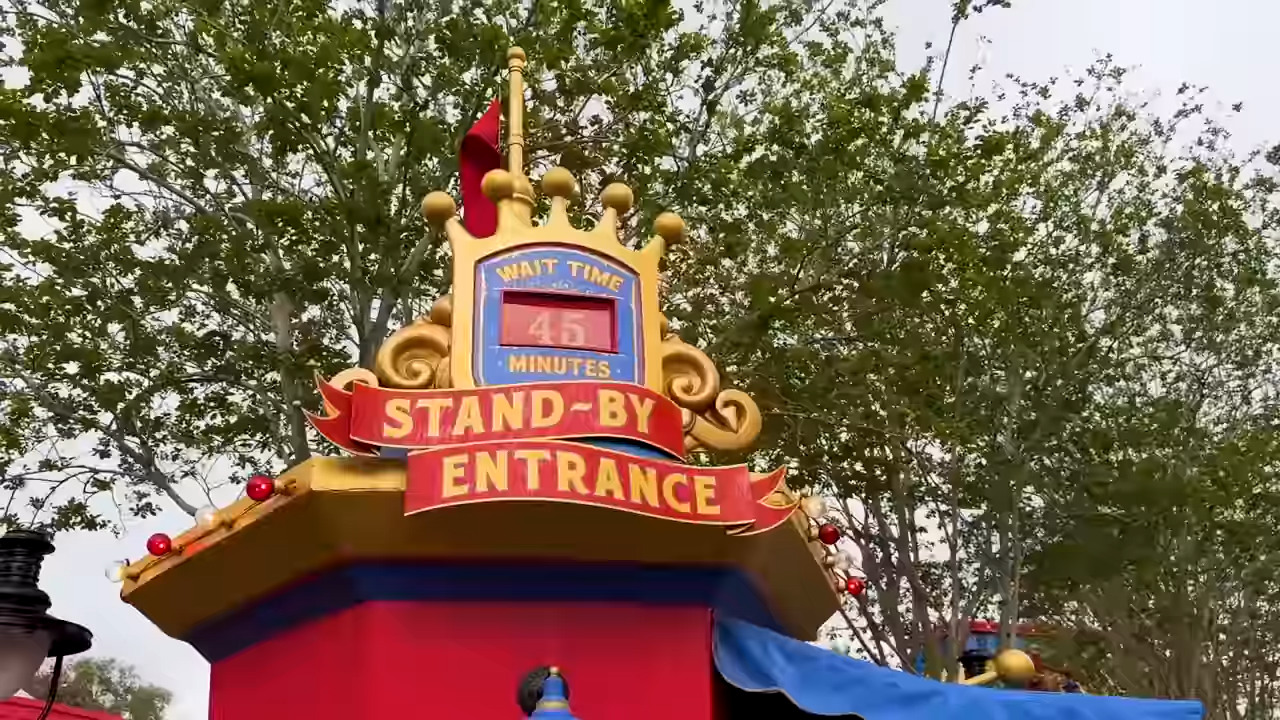 WAIT TIME
45
· MINUTES ·
STAND-BY
ENTRANCE